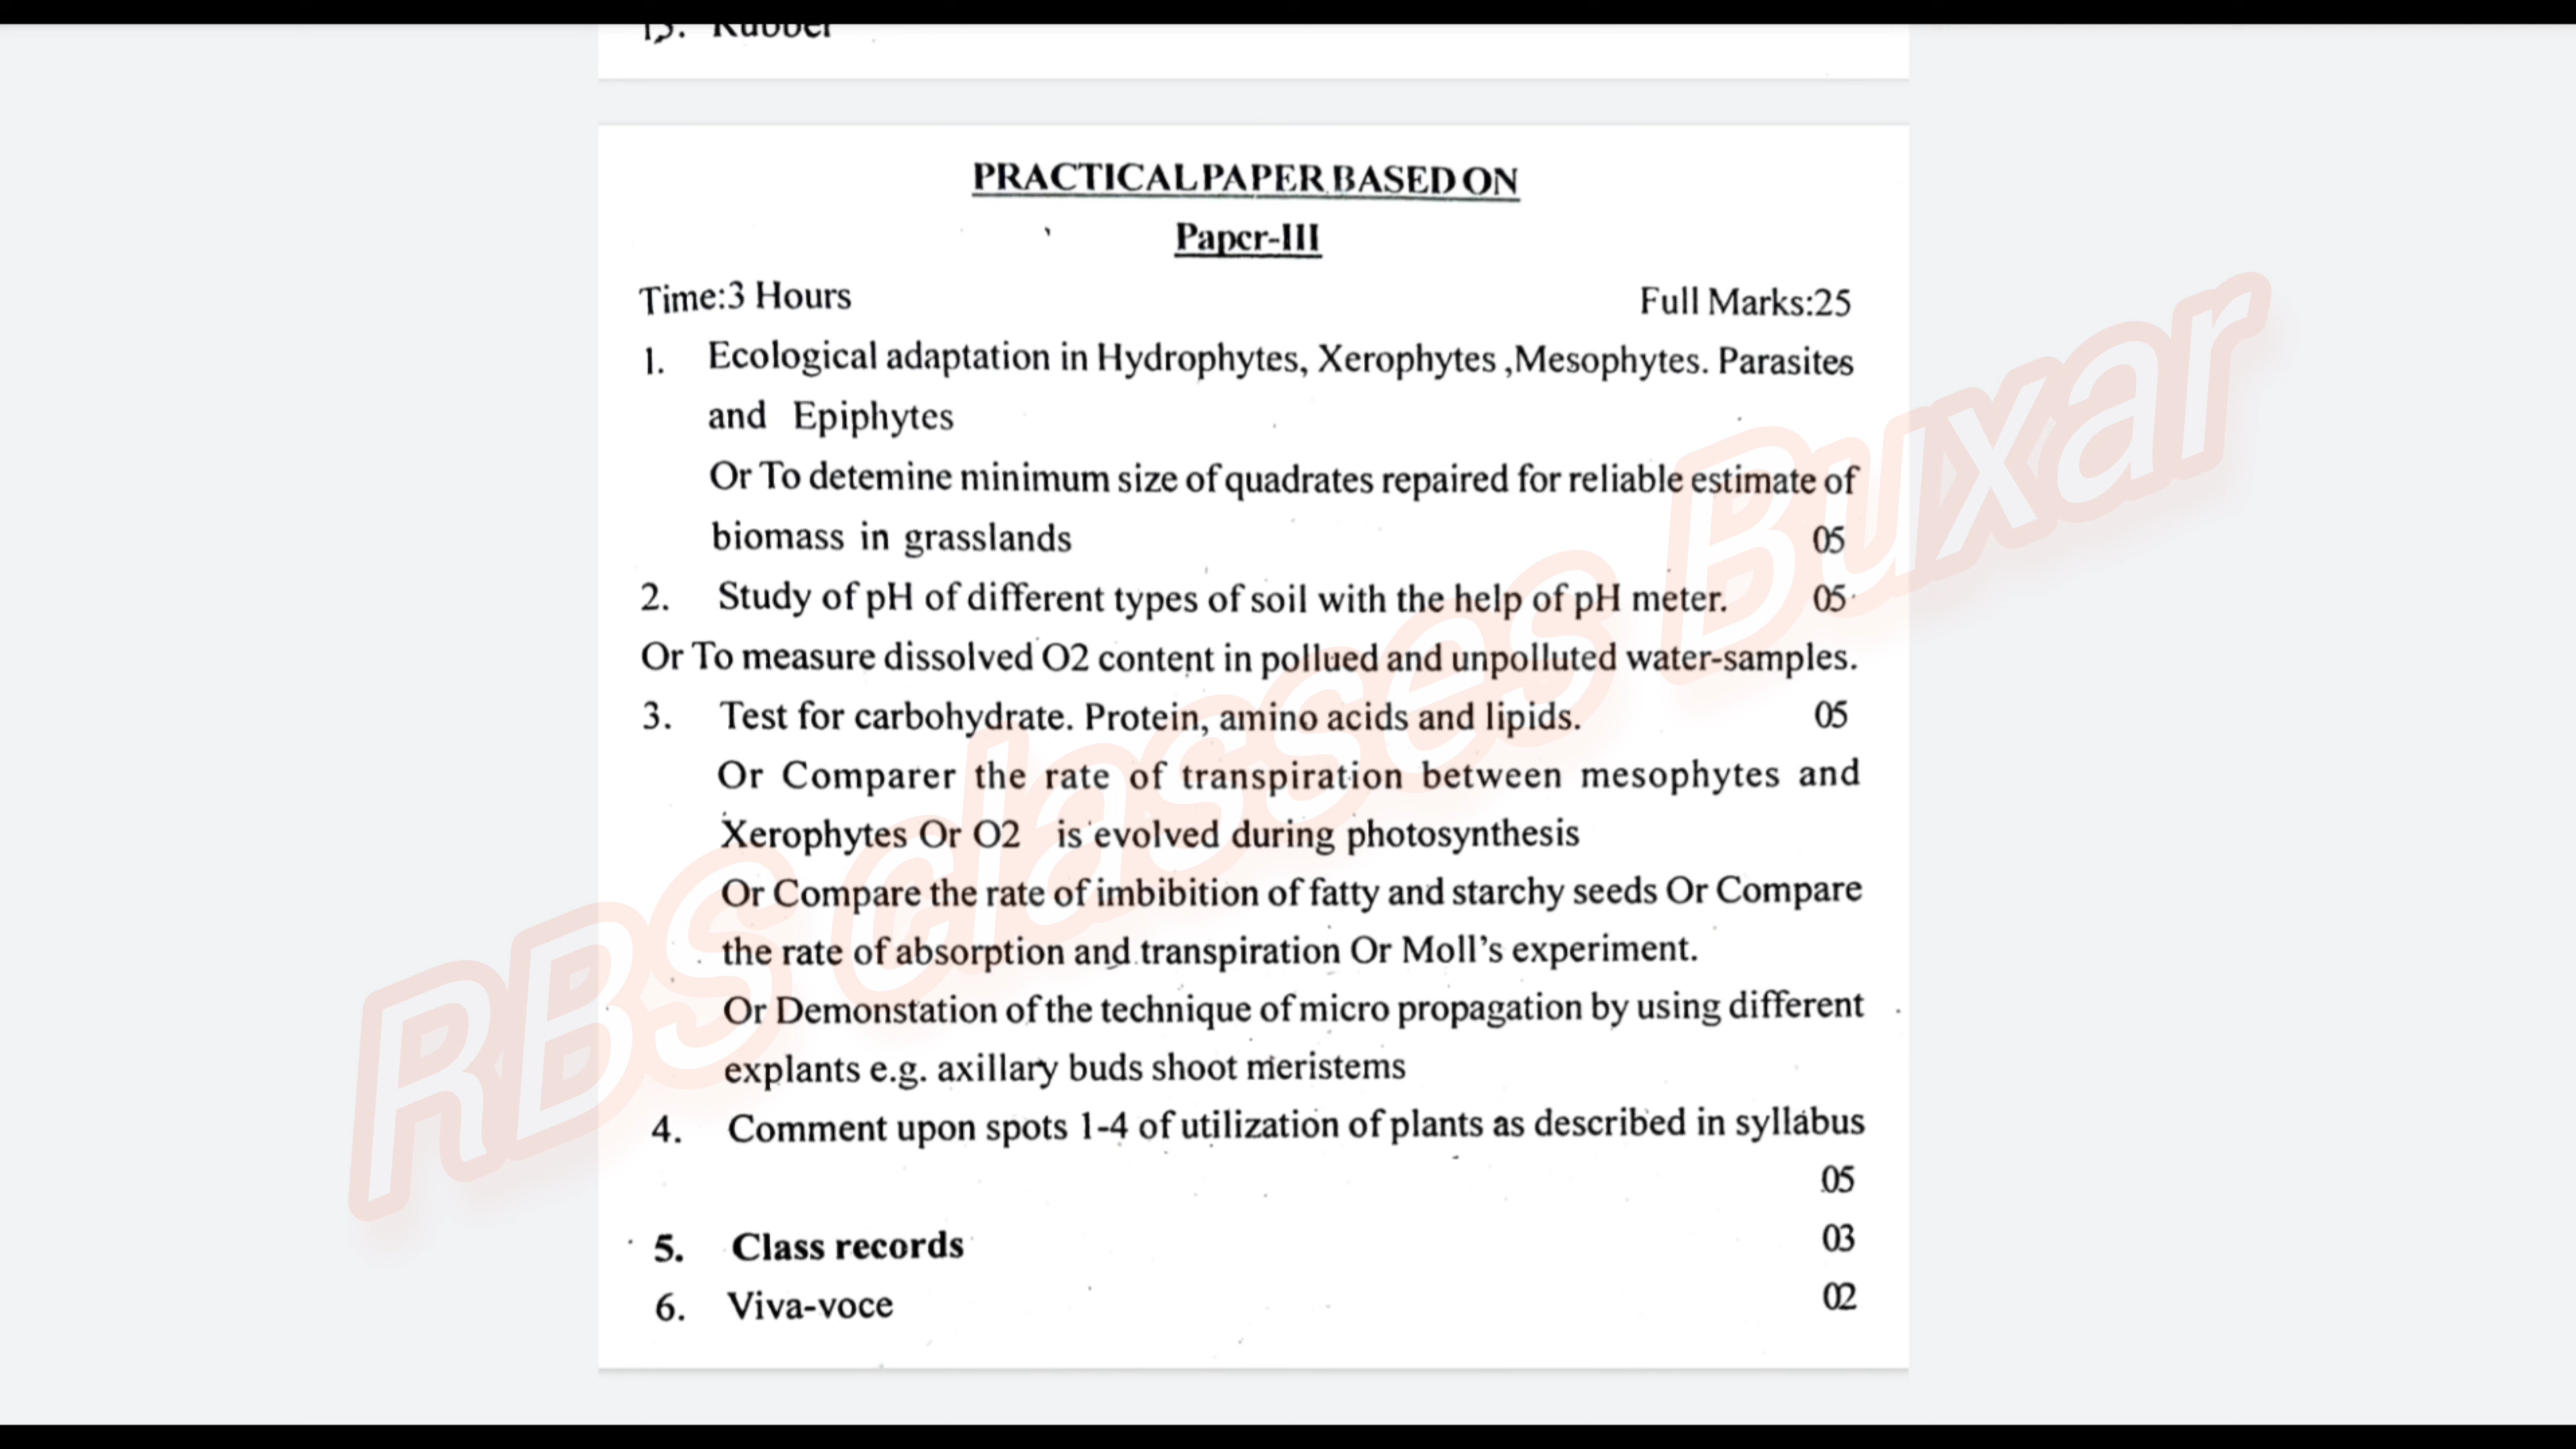 15. Rubber
PRACTICAL PAPER BASED ON
Paper-III
Time:3 Hours Full Marks:25
1. Ecological adaptation in Hydrophytes, Xerophytes ,Mesophytes. Parasites
and Epiphytes
Or To detemine minimum size of quadrates repaired for reliable estimate of
biomass in grasslands 05
2. Study of pH of different types of soil with the help of pH meter. 05
Or To measure dissolved O2 content in pollued and unpolluted water-samples.
3. Test for carbohydrate. Protein, amino acids and lipids. 05
Or Comparer the rate of transpiration between mesophytes and
Xerophytes Or O2 is evolved during photosynthesis
Or Compare the rate of imbibition of fatty and starchy seeds Or Compare
the rate of absorption and transpiration Or Moll's experiment.
Or Demonstation of the technique of micro propagation by using different
explants e.g. axillary buds shoot meristems
4. Comment upon spots 1-4 of utilization of plants as described in syllabus
05
5. Class records 03
6. Viva-voce 02
RBS classes Buxar